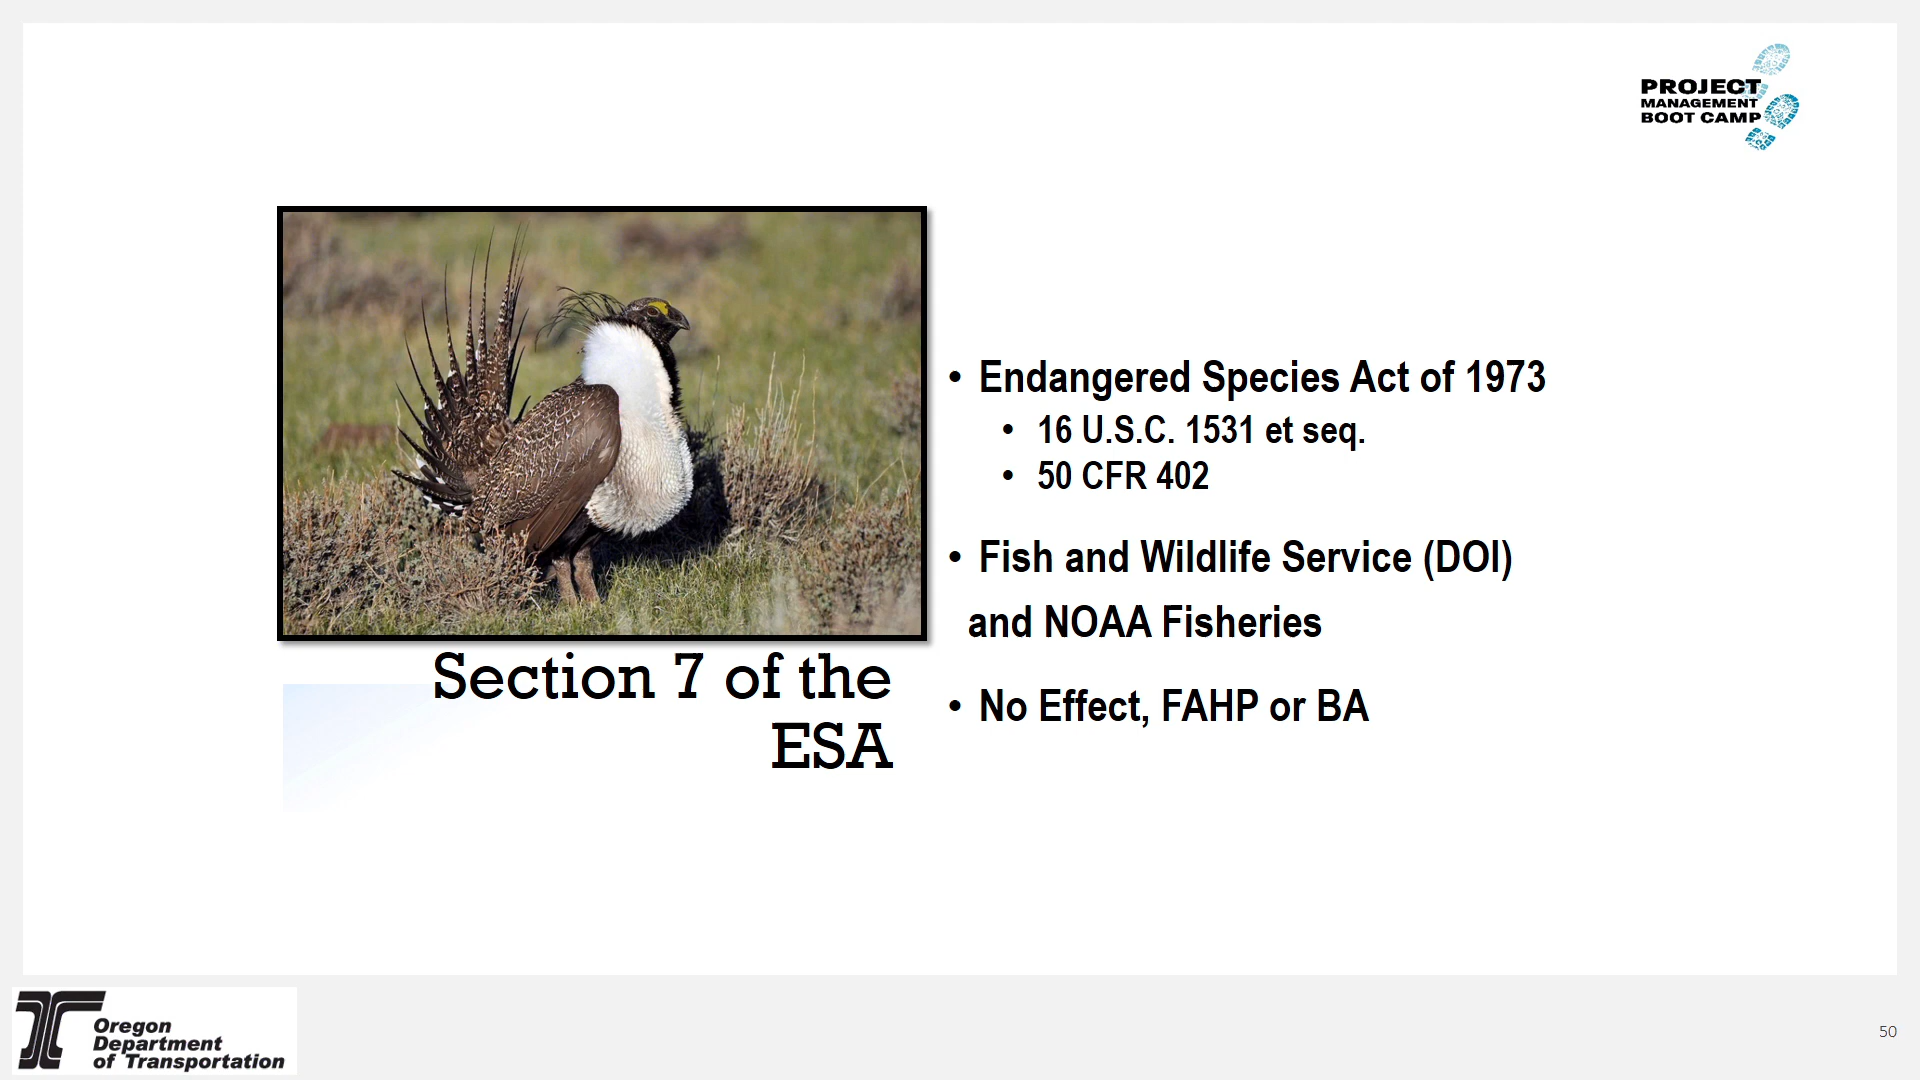 PROJECT
MANAGEMENT
BOOT CAMP
Section 7 of the
ESA
• Endangered Species Act of 1973
• 16 U.S.C. 1531 et seq.
• 50 CFR 402
• Fish and Wildlife Service (DOI)
and NOAA Fisheries
• No Effect, FAHP or BA
Oregon
Department
of Transportation
50